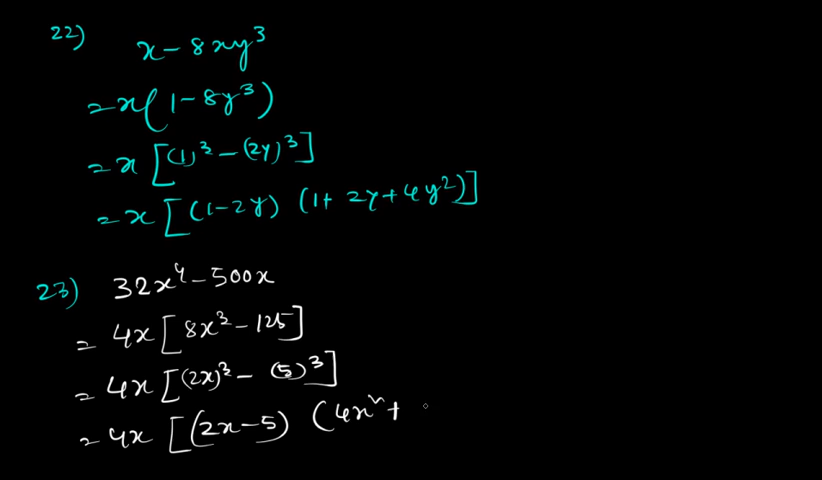 22) x - 8xy³
= x(1 - 8y³)
= x[(1)³ - (2y)³]
= x[(1 - 2y) (1 + 2y + 4y²)]
23) 32x⁴ - 500x
= 4x[8x³ - 125]
= 4x[(2x)³ - (5)³]
= 4x[(2x - 5) (4x² +